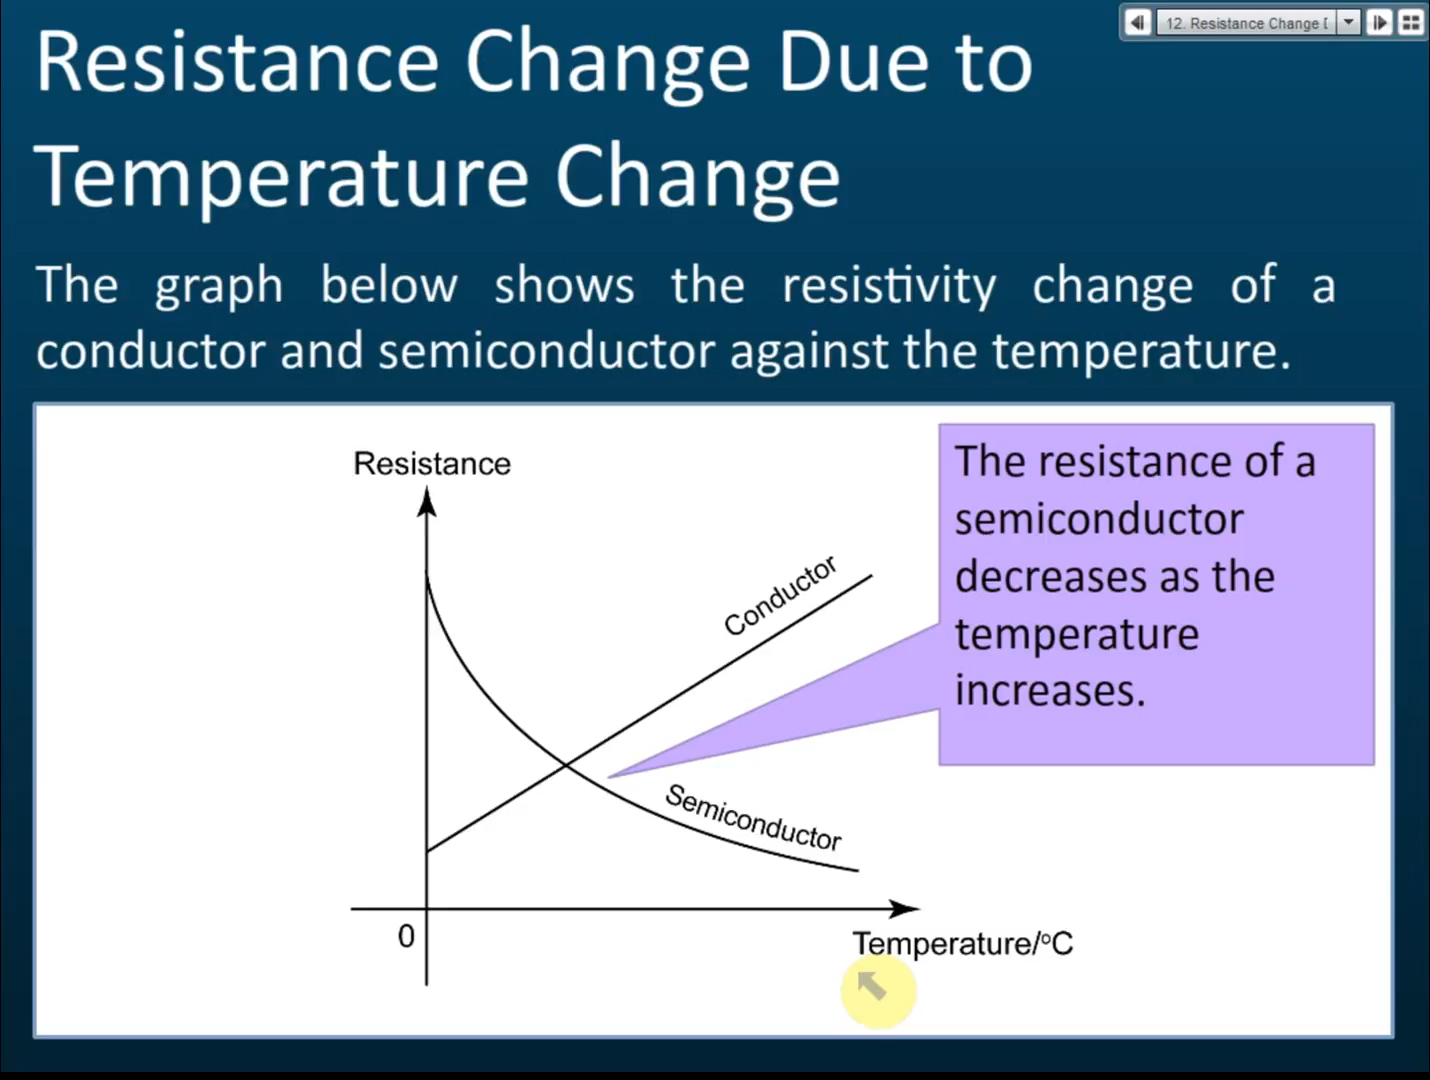 12. Resistance Change D
Resistance Change Due to
Temperature Change
The graph below shows the resistivity change of a
conductor and semiconductor against the temperature.
Resistance
Conductor
Semiconductor
0
Temperature/°C
The resistance of a
semiconductor
decreases as the
temperature
increases.